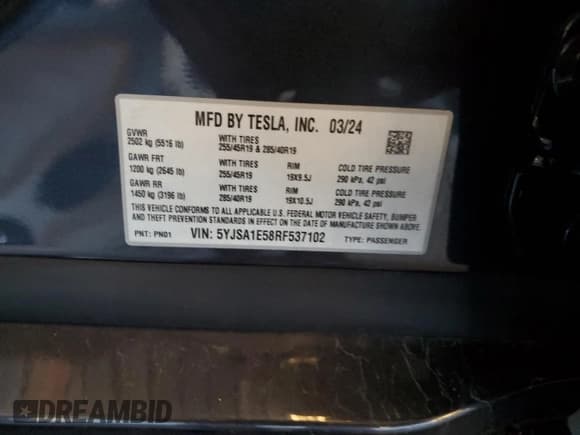 MFD BY TESLA, INC. 03/24
GVWR
2502 kg (5516 lb)
WITH TIRES
255/45R19 & 285/40R19
GAWR FRT
1200 kg (2645 lb)
WITH TIRES
255/45R19
RIM
19X9.5J
COLD TIRE PRESSURE
290 kPa, 42 psi
GAWR RR
1450 kg (3196 lb)
WITH TIRES
285/40R19
RIM
19X10.5J
COLD TIRE PRESSURE
290 kPa, 42 psi
THIS VEHICLE CONFORMS TO ALL APPLICABLE U.S. FEDERAL MOTOR VEHICLE SAFETY, BUMPER
AND THEFT PREVENTION STANDARDS IN EFFECT ON THE DATE OF MANUFACTURE SHOWN ABOVE.
PNT: PN01 VIN: 5YJSA1E58RF537102 TYPE: PASSENGER
DREAMBID